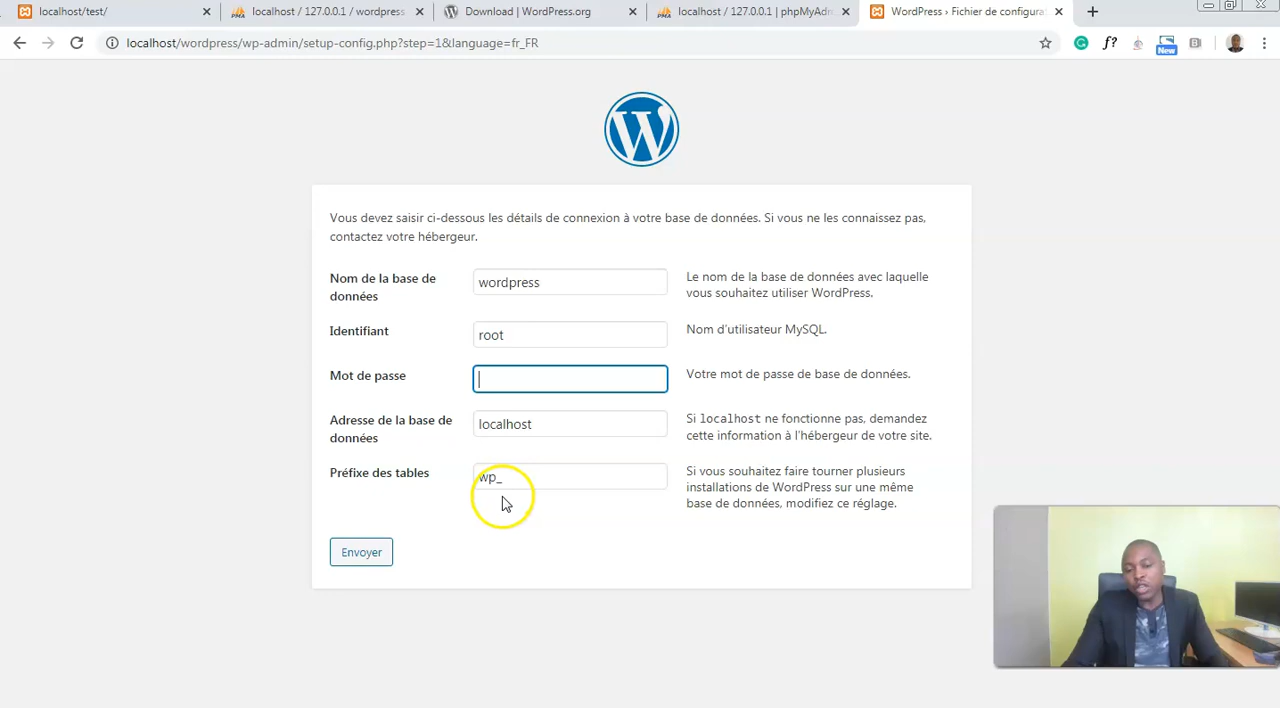 localhost/test/
localhost / 127.0.0.1 / wordpress
Download | WordPress.org
localhost / 127.0.0.1 | phpMyAdm
WordPress › Fichier de configura
localhost/wordpress/wp-admin/setup-config.php?step=1&language=fr_FR
f?
New
Vous devez saisir ci-dessous les détails de connexion à votre base de données. Si vous ne les connaissez pas,
contactez votre hébergeur.
Nom de la base de
données
wordpress
Le nom de la base de données avec laquelle
vous souhaitez utiliser WordPress.
Identifiant
root
Nom d’utilisateur MySQL.
Mot de passe
Votre mot de passe de base de données.
Adresse de la base de
données
localhost
Si localhost ne fonctionne pas, demandez
cette information à l’hébergeur de votre site.
Préfixe des tables
wp_
Si vous souhaitez faire tourner plusieurs
installations de WordPress sur une même
base de données, modifiez ce réglage.
Envoyer